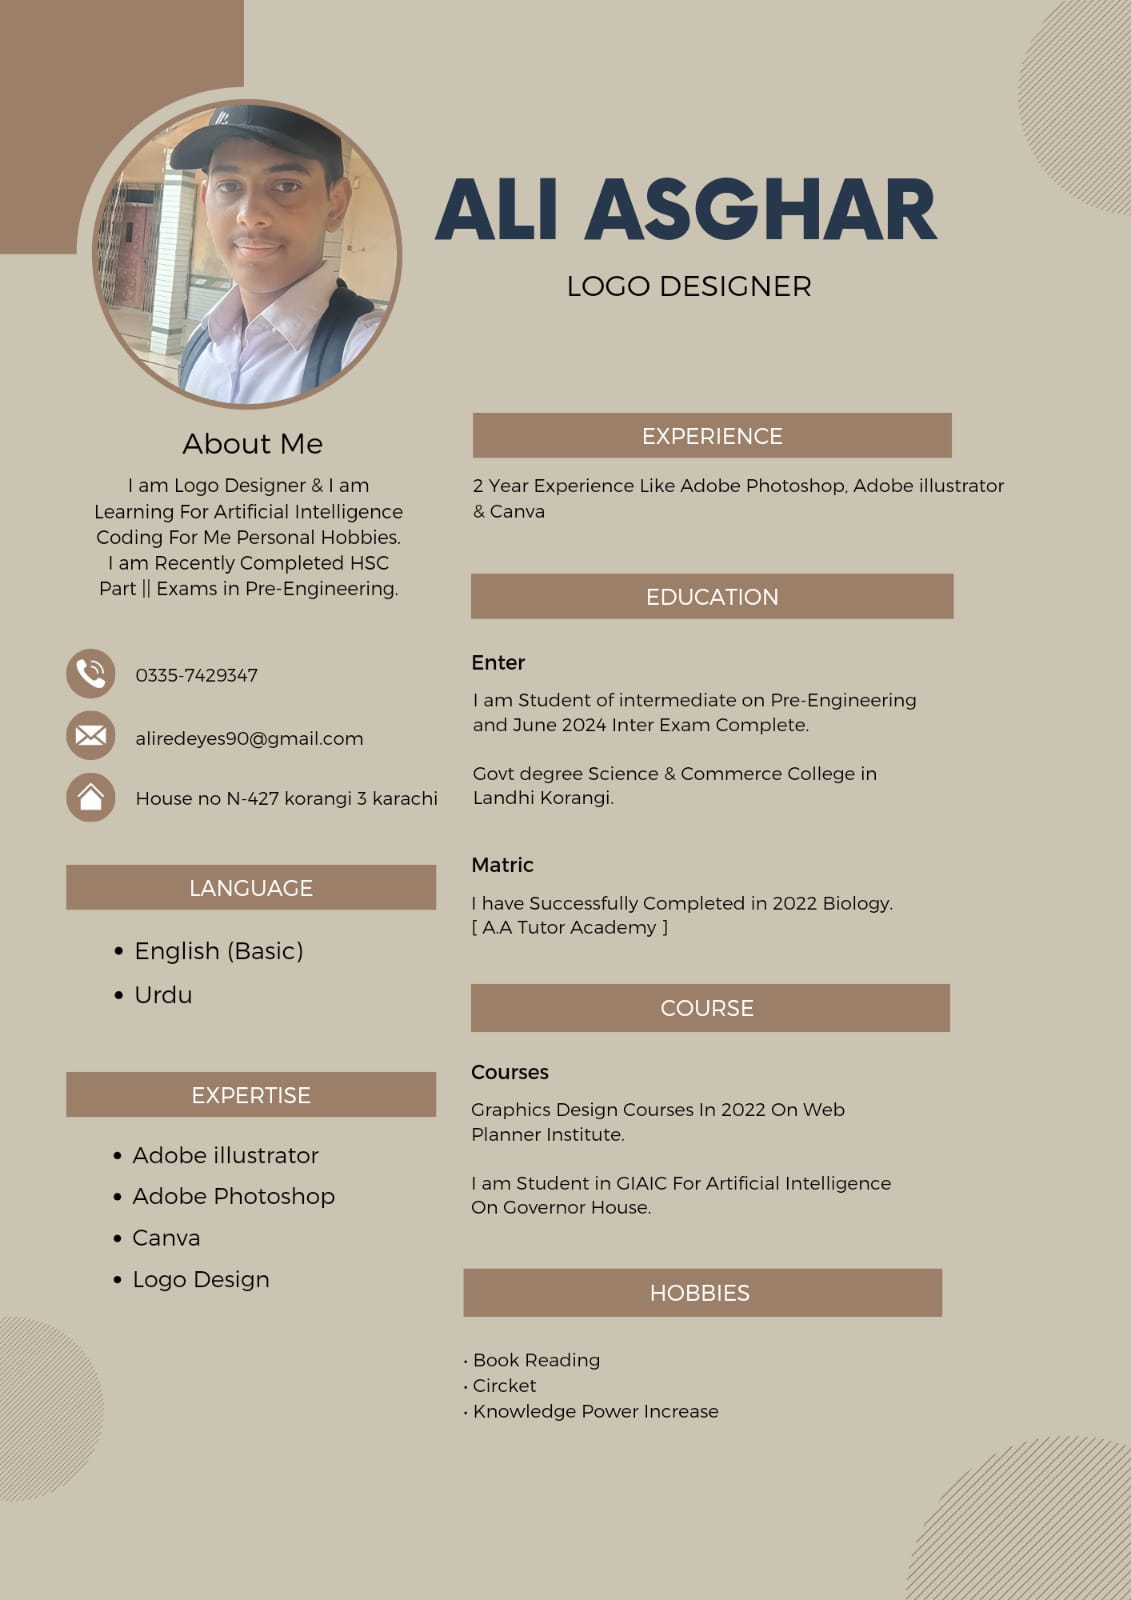 ALI ASGHAR
LOGO DESIGNER
About Me
I am Logo Designer & I am
Learning For Artificial Intelligence
Coding For Me Personal Hobbies.
I am Recently Completed HSC
Part || Exams in Pre-Engineering.
0335-7429347
aliredeyes90@gmail.com
House no N-427 korangi 3 karachi
LANGUAGE
• English (Basic)
• Urdu
EXPERTISE
• Adobe illustrator
• Adobe Photoshop
• Canva
• Logo Design
EXPERIENCE
2 Year Experience Like Adobe Photoshop, Adobe illustrator
& Canva
EDUCATION
Enter
I am Student of intermediate on Pre-Engineering
and June 2024 Inter Exam Complete.
Govt degree Science & Commerce College in
Landhi Korangi.
Matric
I have Successfully Completed in 2022 Biology.
[ A.A Tutor Academy ]
COURSE
Courses
Graphics Design Courses In 2022 On Web
Planner Institute.
I am Student in GIAIC For Artificial Intelligence
On Governor House.
HOBBIES
• Book Reading
• Circket
• Knowledge Power Increase